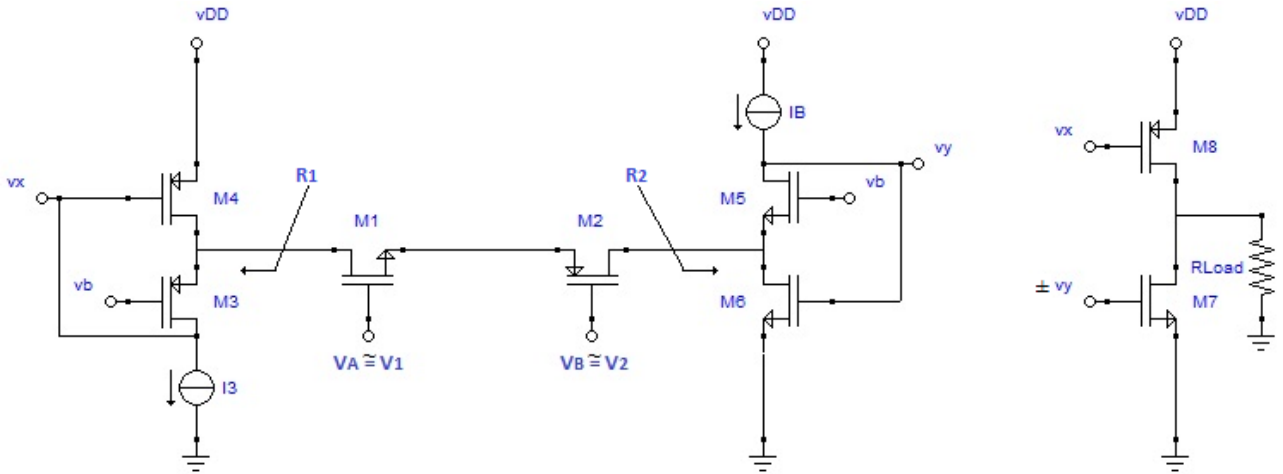 vDD
vDD
vDD
IB
vx
vy
M8
R1
R2
vb
vx
M4
M1
M2
M5
RLoad
vb
M3
M6
± vy
M7
VA ≅ V1
VB ≅ V2
I3